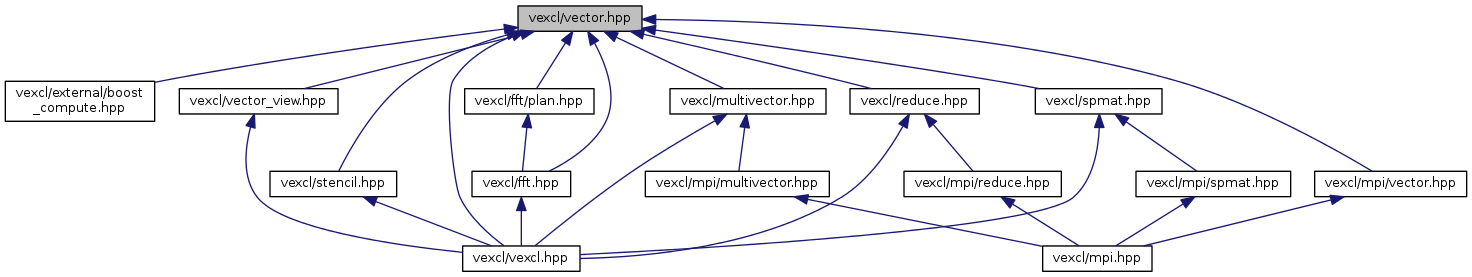 vexcl/vector.hpp
vexcl/external/boost
_compute.hpp
vexcl/vector_view.hpp
vexcl/fft/plan.hpp
vexcl/multivector.hpp
vexcl/reduce.hpp
vexcl/spmat.hpp
vexcl/stencil.hpp
vexcl/fft.hpp
vexcl/mpi/multivector.hpp
vexcl/mpi/reduce.hpp
vexcl/mpi/spmat.hpp
vexcl/mpi/vector.hpp
vexcl/vexcl.hpp
vexcl/mpi.hpp